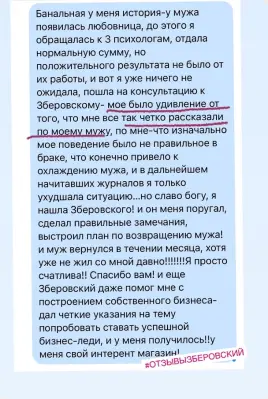 Банальная у меня история-у мужа
появилась любовница, до этого я
обращалась к 3 психологам, отдала
нормальную сумму, но
положительного результата не было от
их работы, и вот я уже ничего не
ожидала, пошла на консультацию к
Зберовскому- мое было удивление от
того, что мне все так четко рассказали
по моему мужу, по мне-что изначально
мое поведение было не правильное в
браке, что конечно привело к
охлаждению мужа, и в дальнейшем
начитавших журналов я только
ухудшала ситуацию...но славо богу, я
нашла Зберовского! и он меня поругал,
сделал правильные замечания,
выстроил план по возвращению мужа!
и муж вернулся в течении месяца, хотя
уже не жил со мной давно!!!!!!!Я просто
счатлива!! Спасибо вам! и еще
Зберовский даже помог мне с
построением собственного бизнеса-
дал четкие указания на тему
попробовать ставать успешной
бизнес-леди, и у меня получилось!!у
меня свой интерент магазин!
#ОТЗЫВЫЗБЕРОВСКИЙ